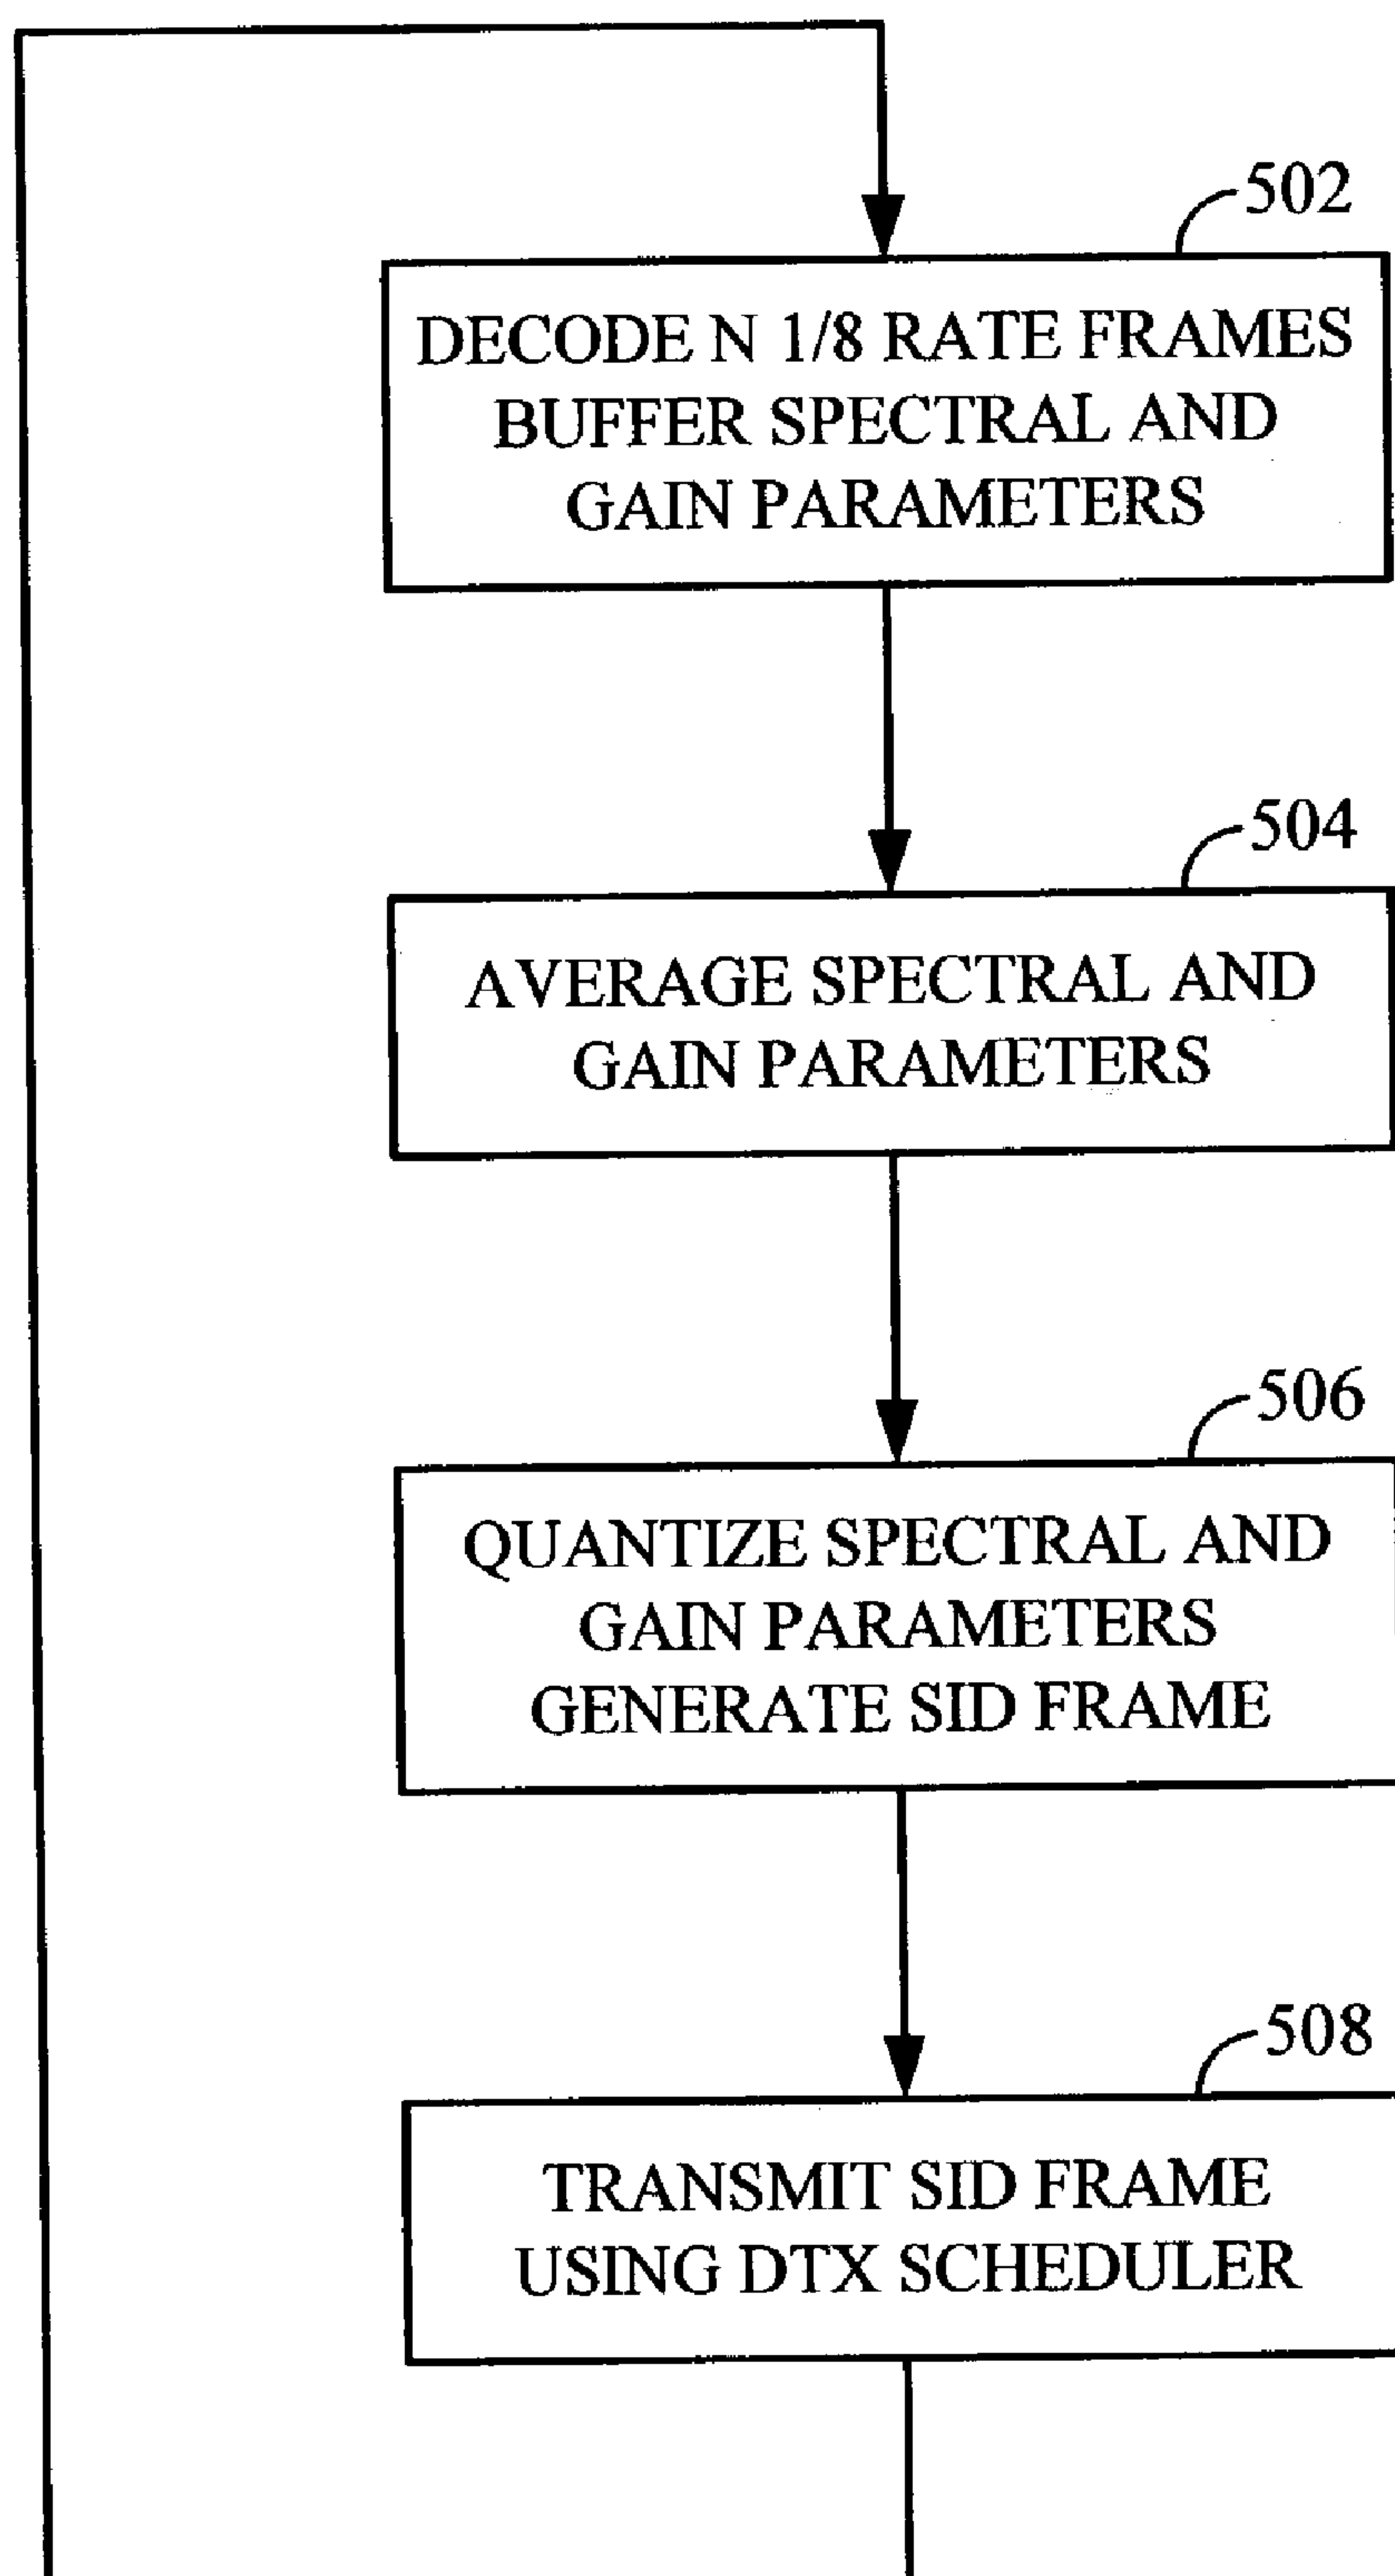 502
DECODE N 1/8 RATE FRAMES
BUFFER SPECTRAL AND
GAIN PARAMETERS
504
AVERAGE SPECTRAL AND
GAIN PARAMETERS
506
QUANTIZE SPECTRAL AND
GAIN PARAMETERS
GENERATE SID FRAME
508
TRANSMIT SID FRAME
USING DTX SCHEDULER